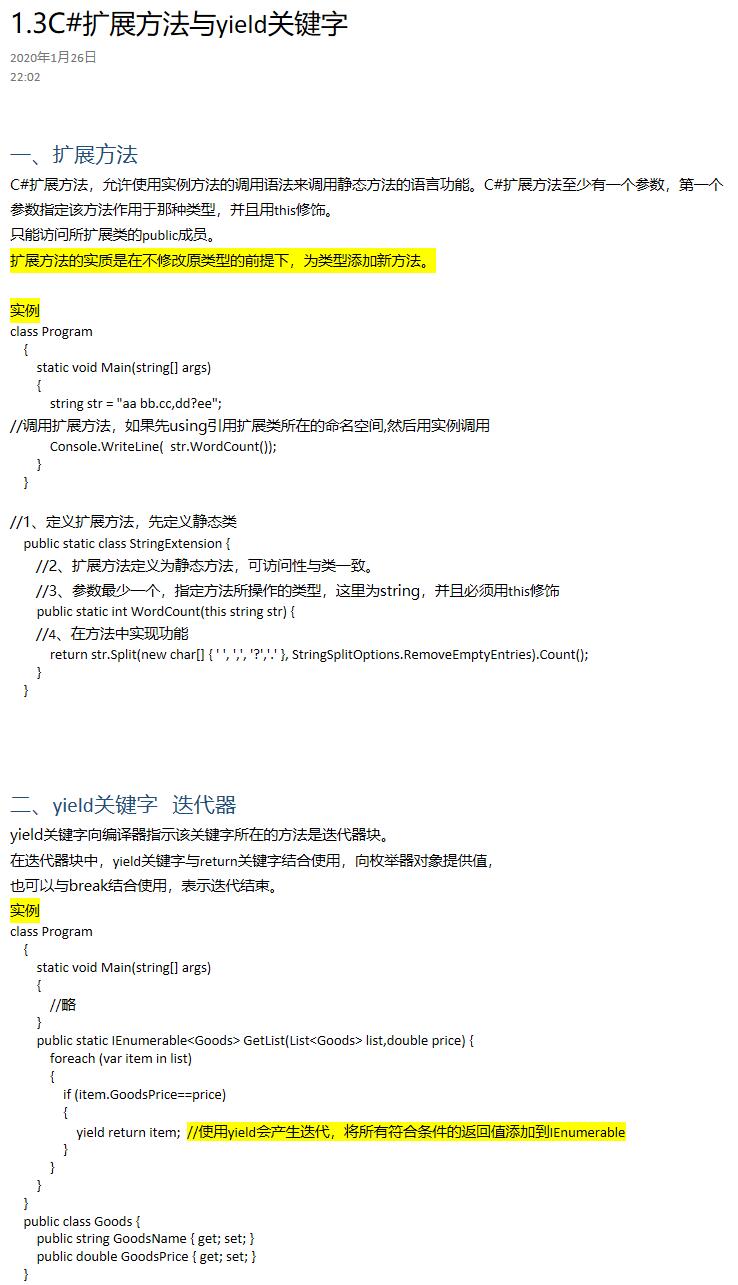 1.3C#扩展方法与yield关键字
2020年1月26日
22:02
一、扩展方法
C#扩展方法，允许使用实例方法的调用语法来调用静态方法的语言功能。C#扩展方法至少有一个参数，第一个
参数指定该方法作用于那种类型，并且用this修饰。
只能访问所扩展类的public成员。
扩展方法的实质是在不修改原类型的前提下，为类型添加新方法。
实例
class Program
{
static void Main(string[] args)
{
string str = "aa bb.cc,dd?ee";
//调用扩展方法，如果先using引用扩展类所在的命名空间,然后用实例调用
Console.WriteLine(  str.WordCount());
}
}
//1、定义扩展方法，先定义静态类
public static class StringExtension {
//2、扩展方法定义为静态方法，可访问性与类一致。
//3、参数最少一个，指定方法所操作的类型，这里为string，并且必须用this修饰
public static int WordCount(this string str) {
//4、在方法中实现功能
return str.Split(new char[] { ' ', ',', '?','.' }, StringSplitOptions.RemoveEmptyEntries).Count();
}
}
二、yield关键字  迭代器
yield关键字向编译器指示该关键字所在的方法是迭代器块。
在迭代器块中，yield关键字与return关键字结合使用，向枚举器对象提供值，
也可以与break结合使用，表示迭代结束。
实例
class Program
{
static void Main(string[] args)
{
//略
}
public static IEnumerable<Goods> GetList(List<Goods> list,double price) {
foreach (var item in list)
{
if (item.GoodsPrice==price)
{
yield return item;  //使用yield会产生迭代，将所有符合条件的返回值添加到IEnumerable
}
}
}
}
public class Goods {
public string GoodsName { get; set; }
public double GoodsPrice { get; set; }
}